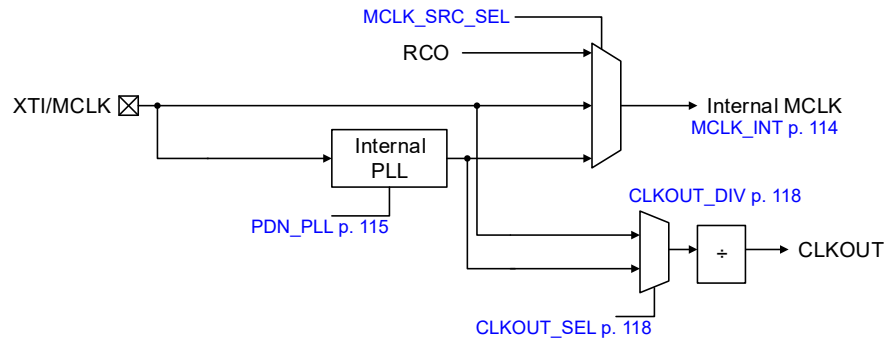 MCLK_SRC_SEL
RCO
XTI/MCLK
Internal MCLK
MCLK_INT p. 114
Internal
PLL
PDN_PLL p. 115
CLKOUT_DIV p. 118
÷
CLKOUT
CLKOUT_SEL p. 118